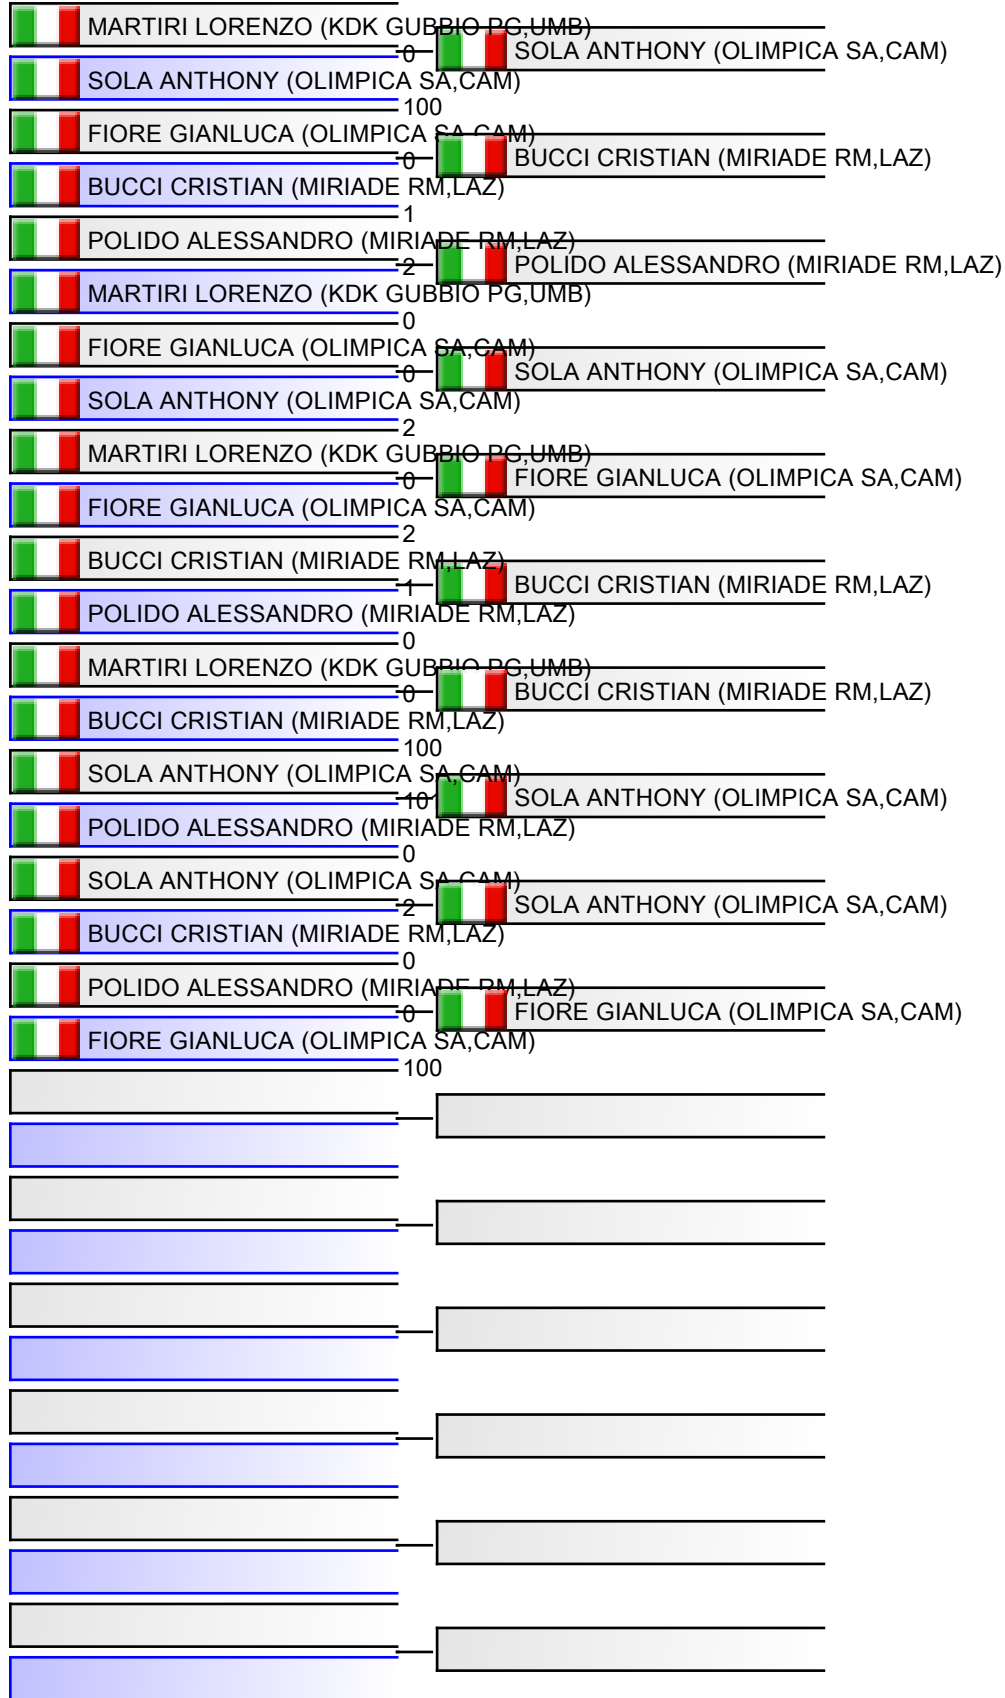 MARTIRI LORENZO (KDK GUBBIO PG,UMB)
0
SOLA ANTHONY (OLIMPICA SA,CAM)
SOLA ANTHONY (OLIMPICA SA,CAM)
100
FIORE GIANLUCA (OLIMPICA SA,CAM)
0
BUCCI CRISTIAN (MIRIADE RM,LAZ)
BUCCI CRISTIAN (MIRIADE RM,LAZ)
1
POLIDO ALESSANDRO (MIRIADE RM,LAZ)
2
POLIDO ALESSANDRO (MIRIADE RM,LAZ)
MARTIRI LORENZO (KDK GUBBIO PG,UMB)
0
FIORE GIANLUCA (OLIMPICA SA,CAM)
0
SOLA ANTHONY (OLIMPICA SA,CAM)
SOLA ANTHONY (OLIMPICA SA,CAM)
2
MARTIRI LORENZO (KDK GUBBIO PG,UMB)
0
FIORE GIANLUCA (OLIMPICA SA,CAM)
FIORE GIANLUCA (OLIMPICA SA,CAM)
2
BUCCI CRISTIAN (MIRIADE RM,LAZ)
1
BUCCI CRISTIAN (MIRIADE RM,LAZ)
POLIDO ALESSANDRO (MIRIADE RM,LAZ)
0
MARTIRI LORENZO (KDK GUBBIO PG,UMB)
0
BUCCI CRISTIAN (MIRIADE RM,LAZ)
BUCCI CRISTIAN (MIRIADE RM,LAZ)
100
SOLA ANTHONY (OLIMPICA SA,CAM)
101
SOLA ANTHONY (OLIMPICA SA,CAM)
POLIDO ALESSANDRO (MIRIADE RM,LAZ)
0
SOLA ANTHONY (OLIMPICA SA,CAM)
2
SOLA ANTHONY (OLIMPICA SA,CAM)
BUCCI CRISTIAN (MIRIADE RM,LAZ)
0
POLIDO ALESSANDRO (MIRIADE RM,LAZ)
0
FIORE GIANLUCA (OLIMPICA SA,CAM)
FIORE GIANLUCA (OLIMPICA SA,CAM)
100